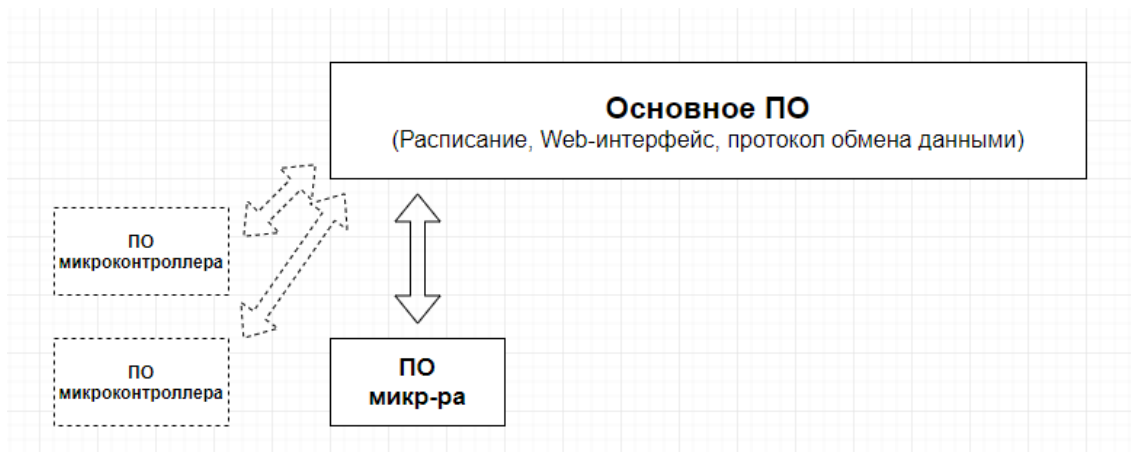 Основное ПО
(Расписание, Web-интерфейс, протокол обмена данными)
ПО
микроконтроллера
ПО
микроконтроллера
ПО
микр-ра